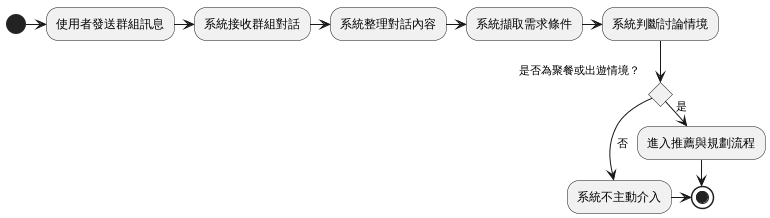 使用者發送群組訊息
系統接收群組對話
系統整理對話內容
系統擷取需求條件
系統判斷討論情境
是否為聚餐或出遊情境？
是
否
進入推薦與規劃流程
系統不主動介入